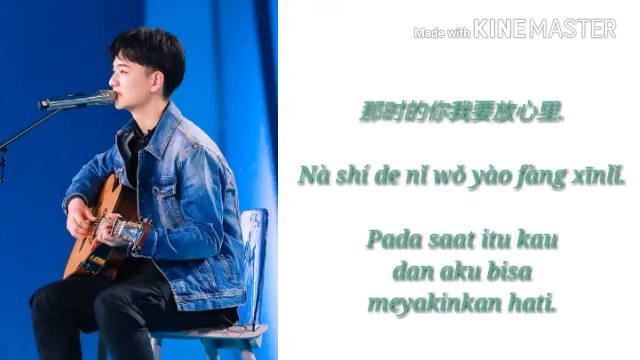 Made with KINEMASTER
那时的你我要放心里.
Nà shí de nǐ wǒ yào fàng xīnlǐ.
Pada saat itu kau
dan aku bisa
meyakinkan hati.